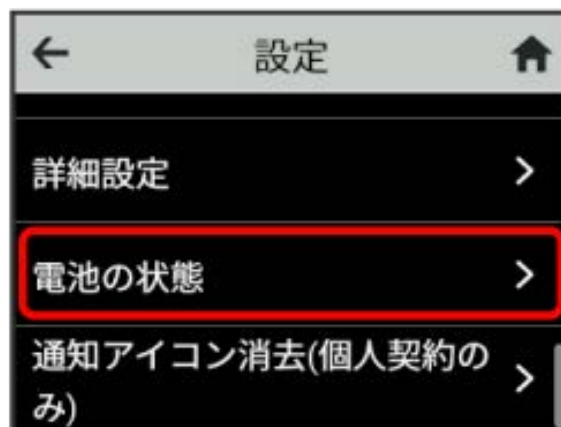 設定
詳細設定
電池の状態
通知アイコン消去(個人契約の
み)